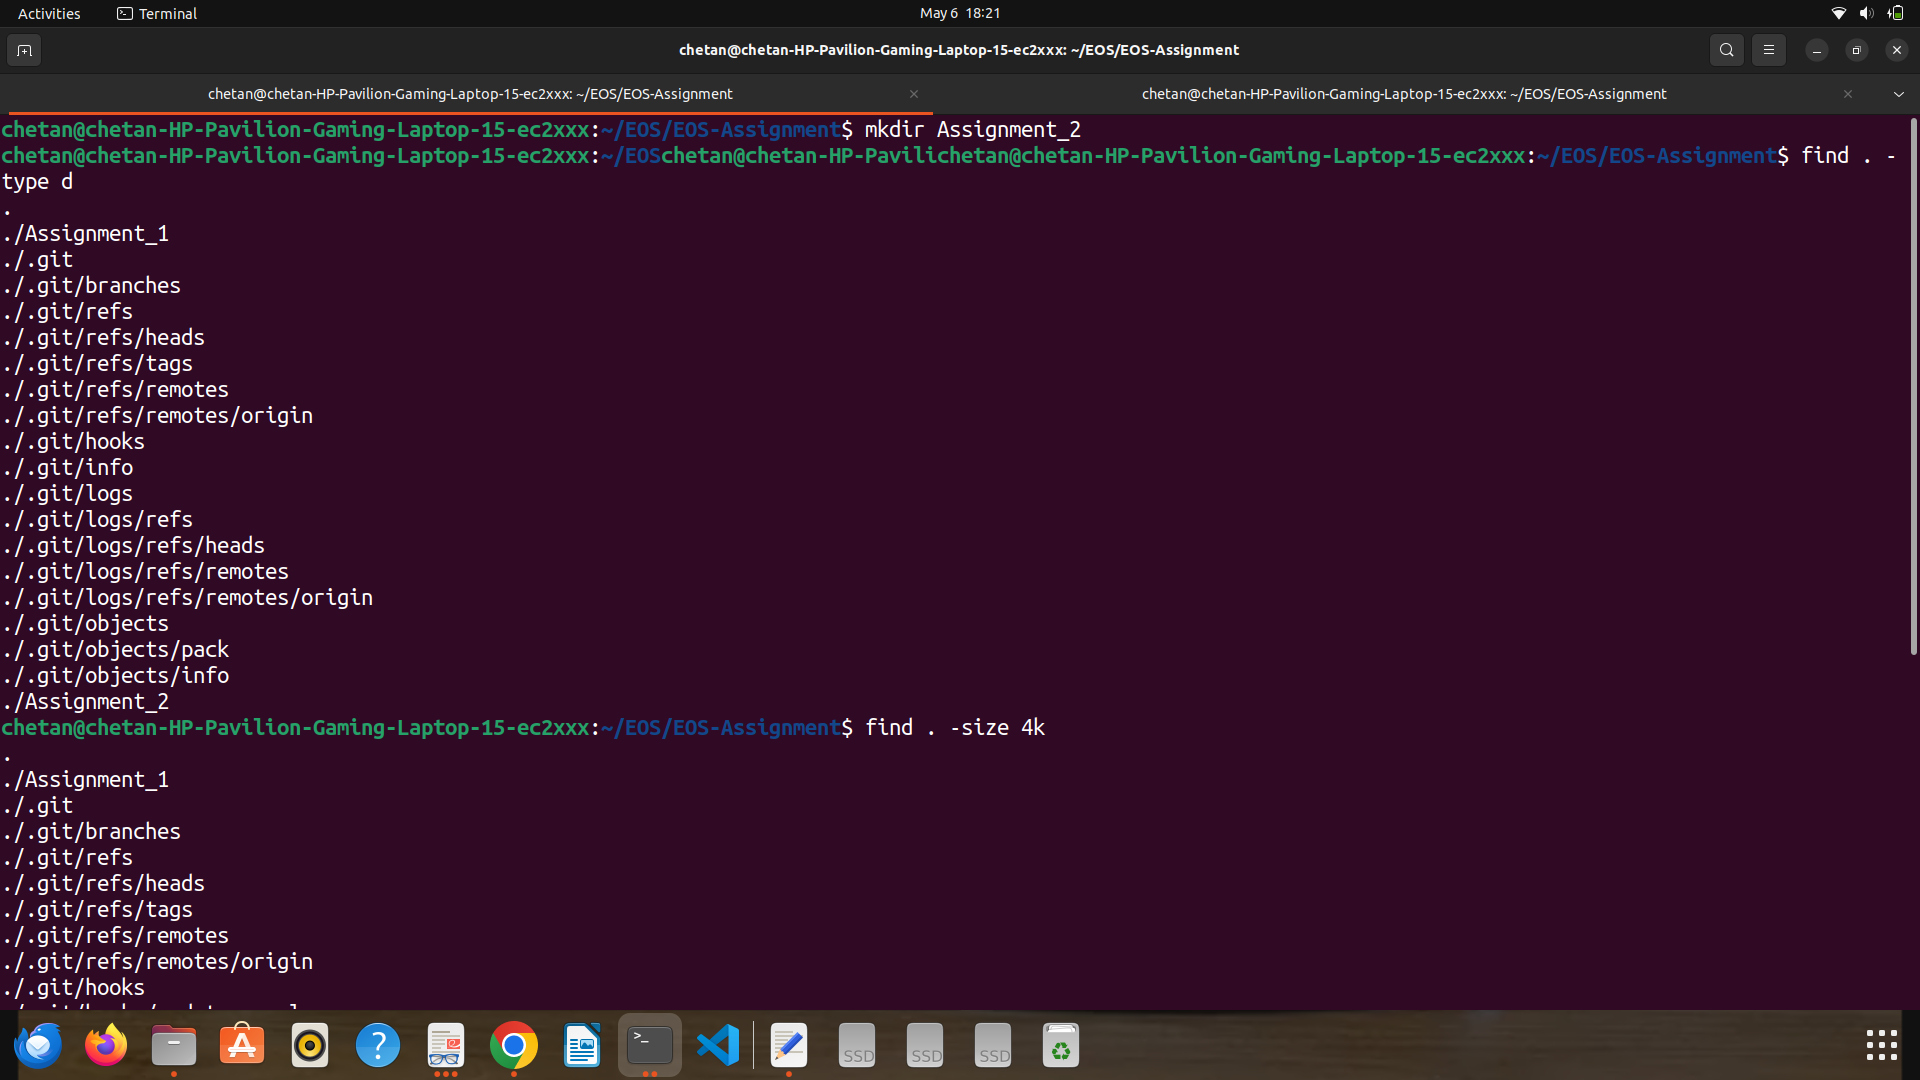 Activities
Terminal
May 6 18:21
chetan@chetan-HP-Pavilion-Gaming-Laptop-15-ec2xxx: ~/EOS/EOS-Assignment
chetan@chetan-HP-Pavilion-Gaming-Laptop-15-ec2xxx: ~/EOS/EOS-Assignment
chetan@chetan-HP-Pavilion-Gaming-Laptop-15-ec2xxx: ~/EOS/EOS-Assignment
chetan@chetan-HP-Pavilion-Gaming-Laptop-15-ec2xxx:~/EOS/EOS-Assignment$ mkdir Assignment_2
chetan@chetan-HP-Pavilion-Gaming-Laptop-15-ec2xxx:~/EOSchetan@chetan-HP-Pavilichetan@chetan-HP-Pavilion-Gaming-Laptop-15-ec2xxx:~/EOS/EOS-Assignment$ find . -
type d
.
./Assignment_1
./.git
./.git/branches
./.git/refs
./.git/refs/heads
./.git/refs/tags
./.git/refs/remotes
./.git/refs/remotes/origin
./.git/hooks
./.git/info
./.git/logs
./.git/logs/refs
./.git/logs/refs/heads
./.git/logs/refs/remotes
./.git/logs/refs/remotes/origin
./.git/objects
./.git/objects/pack
./.git/objects/info
./Assignment_2
chetan@chetan-HP-Pavilion-Gaming-Laptop-15-ec2xxx:~/EOS/EOS-Assignment$ find . -size 4k
.
./Assignment_1
./.git
./.git/branches
./.git/refs
./.git/refs/heads
./.git/refs/tags
./.git/refs/remotes
./.git/refs/remotes/origin
./.git/hooks
SSD
SSD
SSD